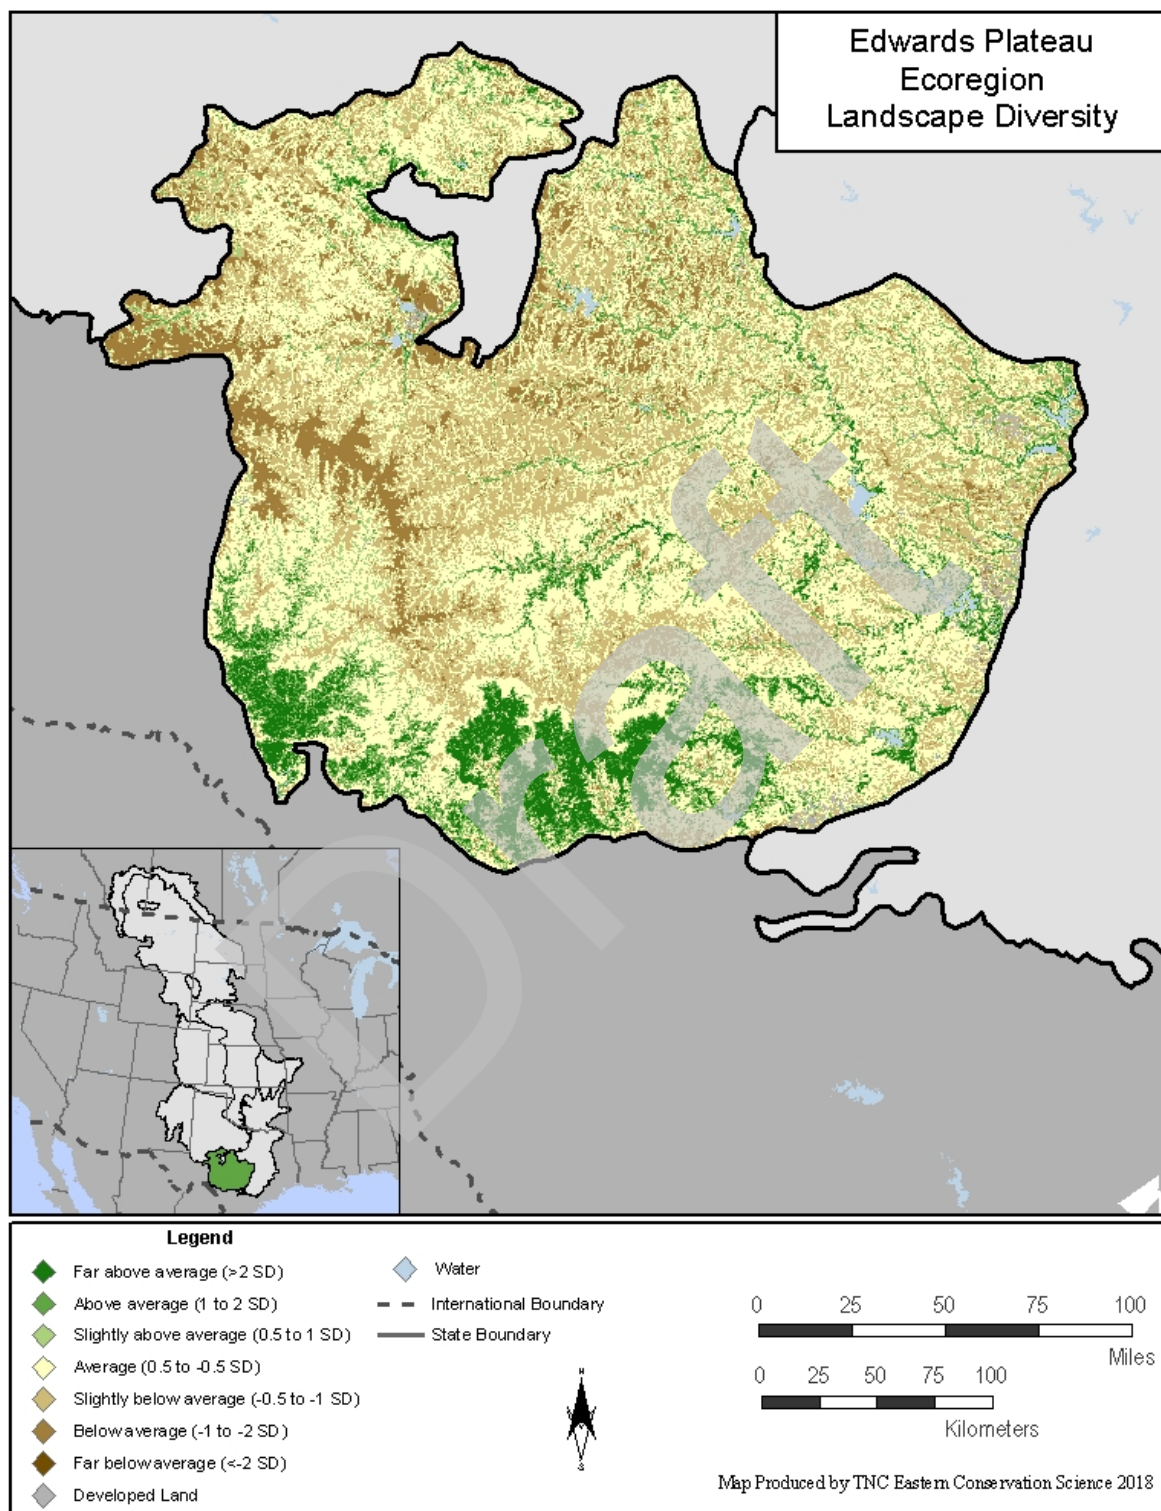 Edwards Plateau
Ecoregion
Landscape Diversity
Draft
Legend
Far above average (>2 SD)
Above average (1 to 2 SD)
Slightly above average (0.5 to 1 SD)
Average (0.5 to -0.5 SD)
Slightly below average (-0.5 to -1 SD)
Below average (-1 to -2 SD)
Far below average (<-2 SD)
Developed Land
Water
International Boundary
State Boundary
N
S
0 25 50 75 100
Miles
0 25 50 75 100
Kilometers
Map Produced by TNC Eastern Conservation Science 2018